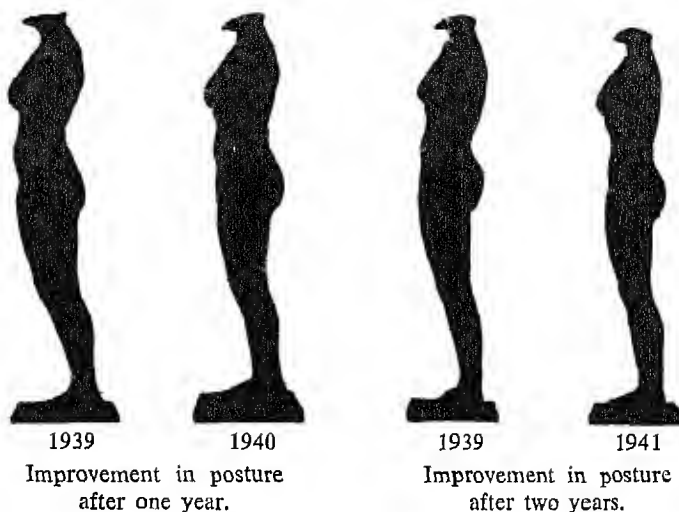 1939 1940 1939 1941
Improvement in posture
after one year.
Improvement in posture
after two years.